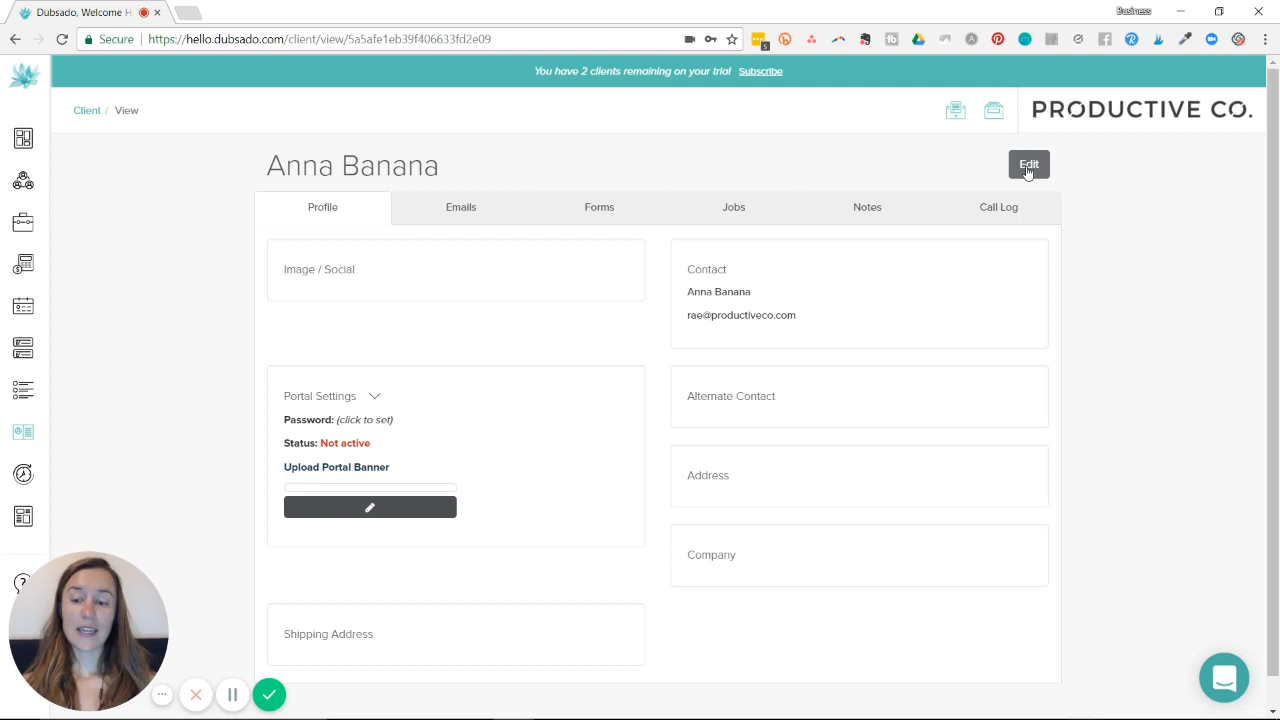 Business
Dubsado, Welcome H
Secure
https://hello.dubsado.com/client/view/5a5afe1eb39f406633fd2e09
5
You have 2 clients remaining on your trial Subscribe
Client / View
PRODUCTIVE CO.
Anna Banana
Edit
Profile
Emails
Forms
Jobs
Notes
Call Log
Image / Social
Contact
Anna Banana
rae@productiveco.com
Portal Settings
Password: (click to set)
Status: Not active
Upload Portal Banner
Alternate Contact
Address
Company
Shipping Address